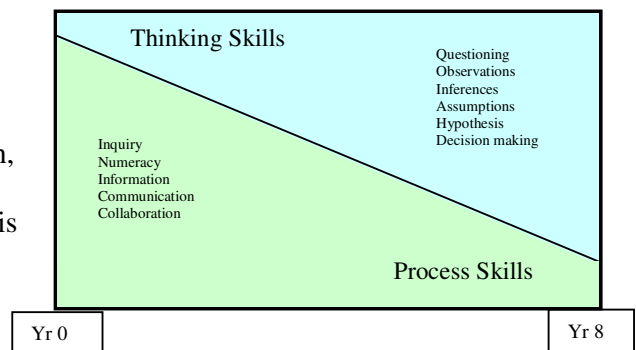 Thinking Skills
Questioning
Observations
Inferences
Assumptions
Hypothesis
Decision making
Inquiry
Numeracy
Information
Communication
Collaboration
is
Process Skills
Yr 0
Yr 8